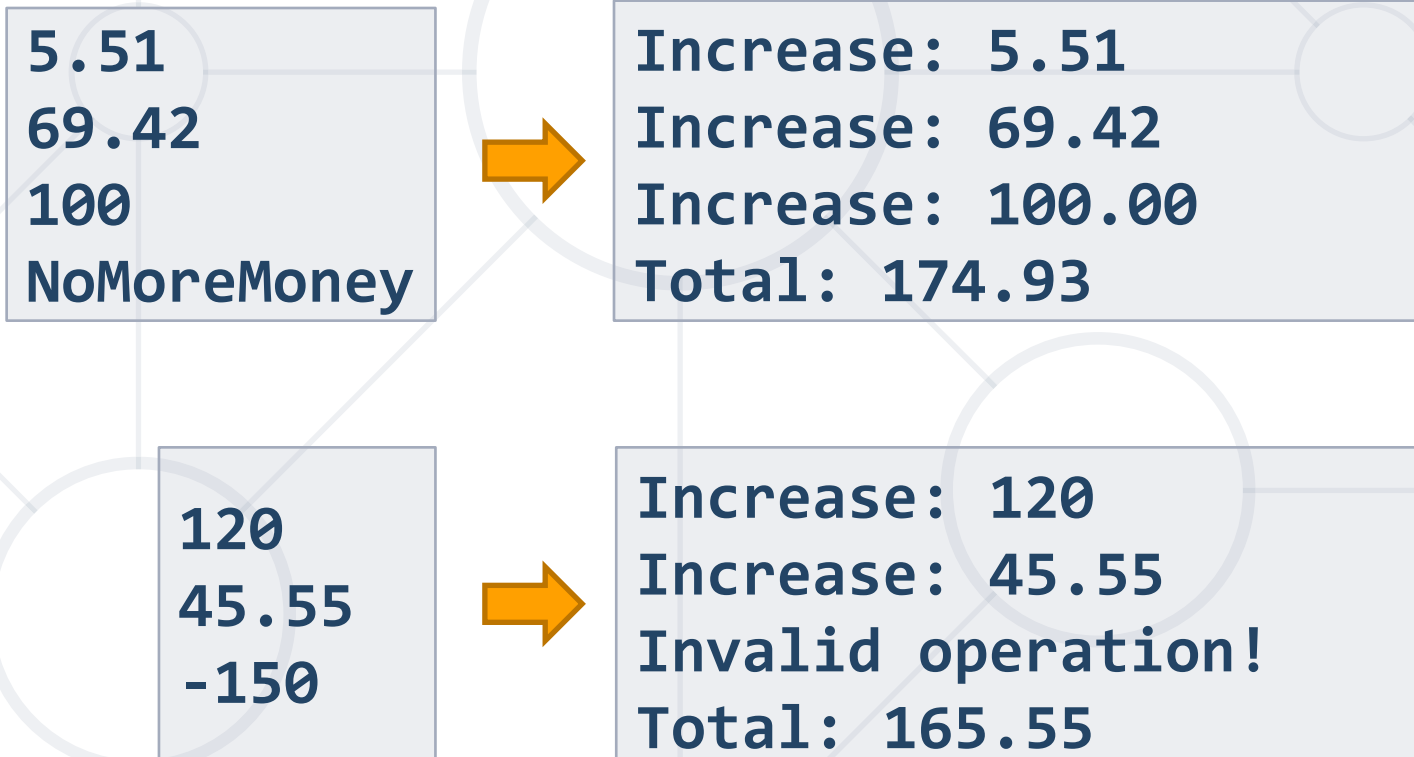 5.51
69.42
100
NoMoreMoney
Increase: 5.51
Increase: 69.42
Increase: 100.00
Total: 174.93
120
45.55
-150
Increase: 120
Increase: 45.55
Invalid operation!
Total: 165.55